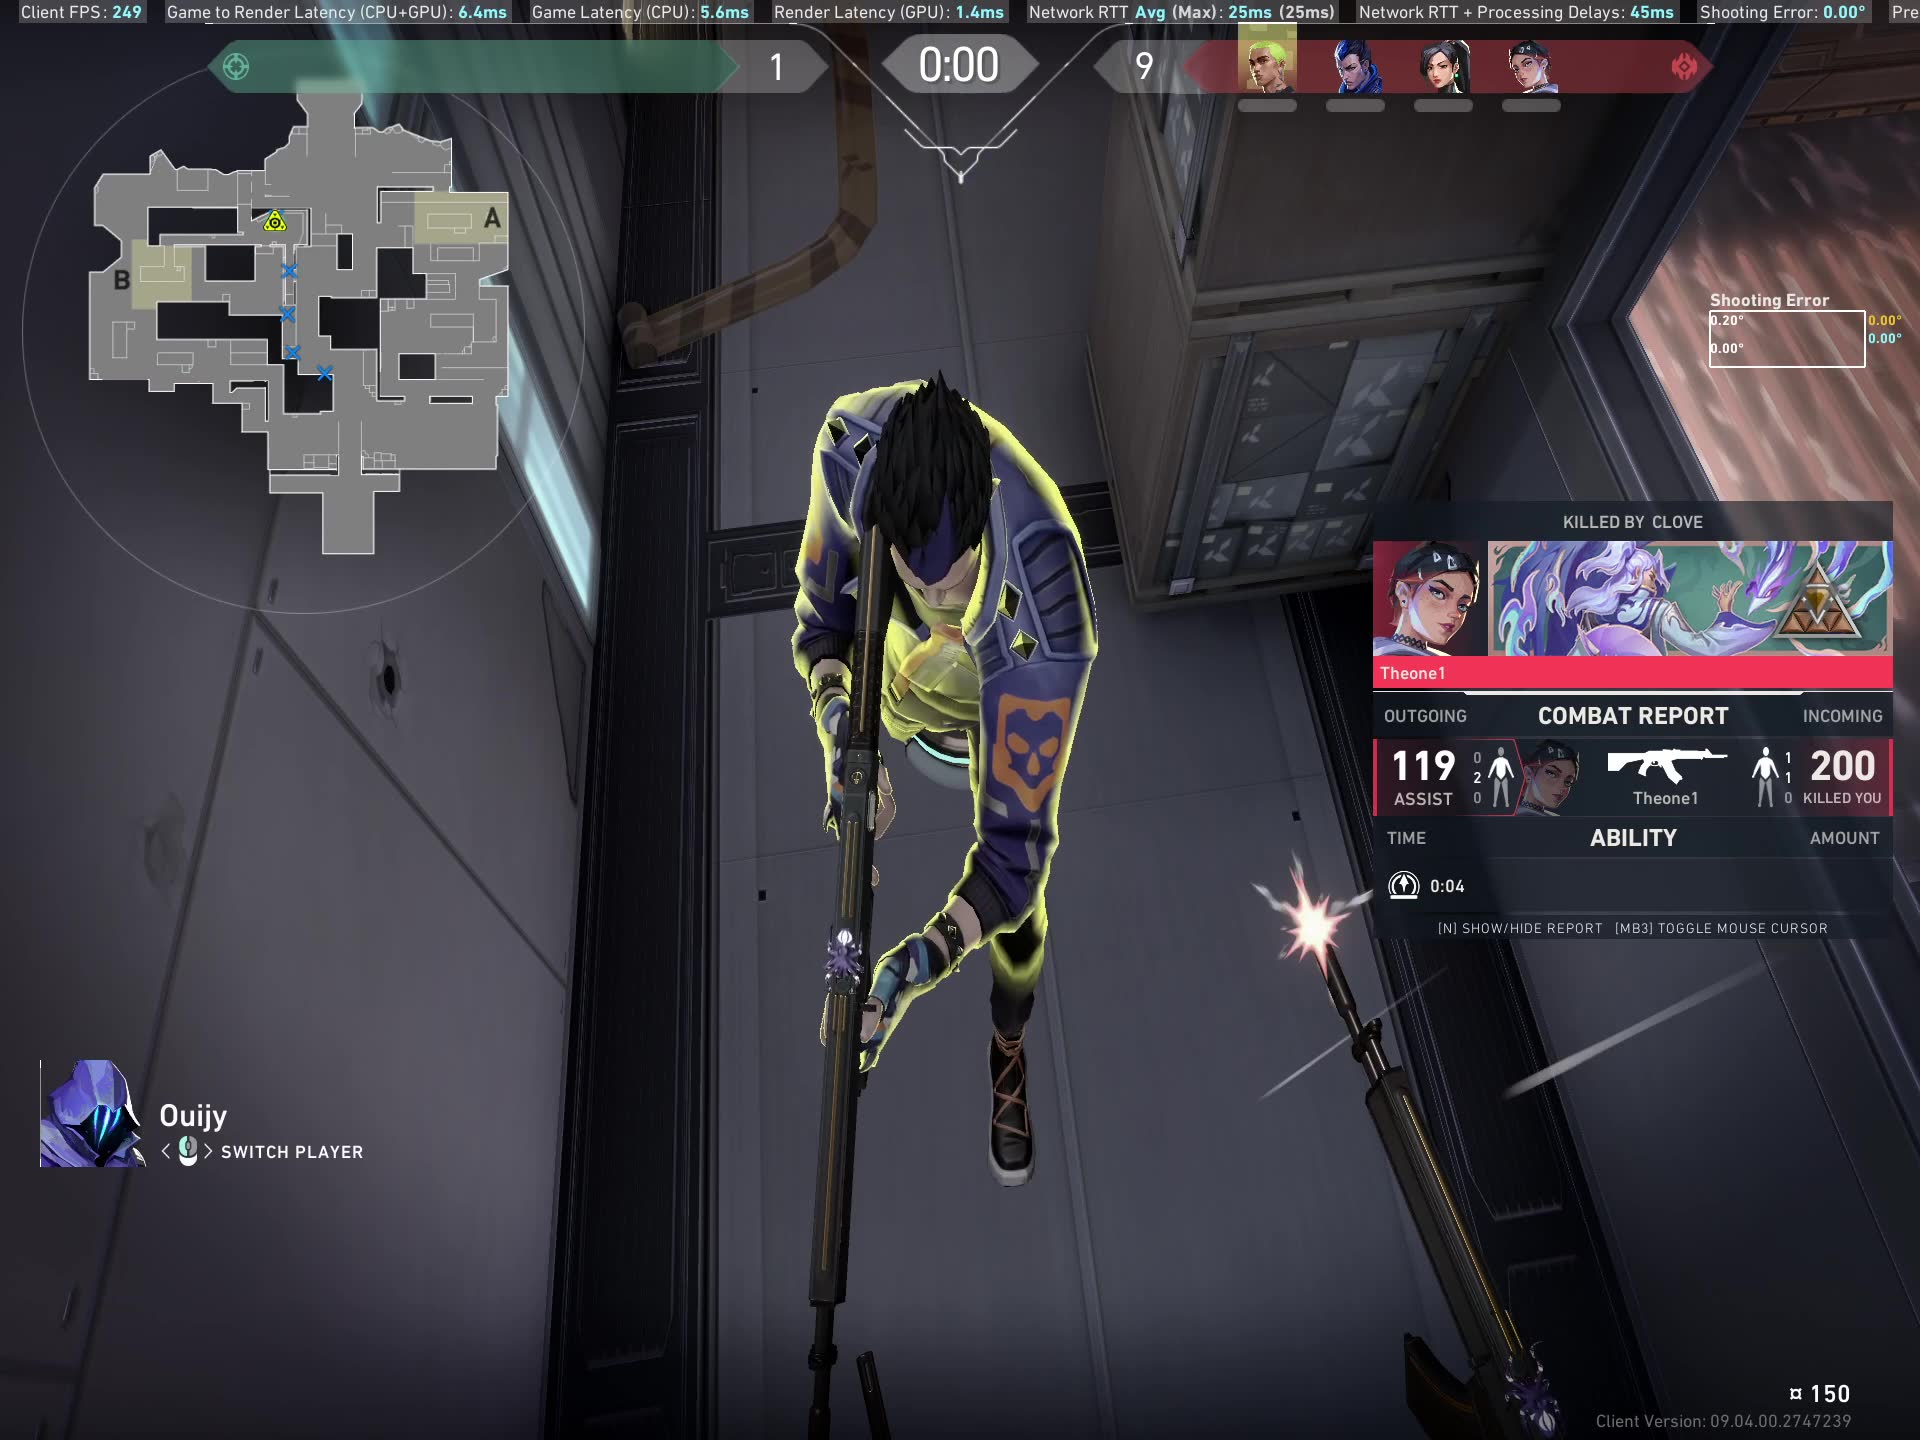 Client FPS: 249 Game to Render Latency (CPU+GPU): 6.4ms Game Latency (CPU): 5.6ms Render Latency (GPU): 1.4ms Network RTT Avg (Max): 25ms (25ms) Network RTT + Processing Delays: 45ms Shooting Error: 0.00° Pre
1 0:00 9
A
B
Shooting Error
0.20° 0.00°
0.00°
0.00°
KILLED BY CLOVE
Theone1
OUTGOING COMBAT REPORT INCOMING
119 0 1 200
2 1
ASSIST 0 Theone1 0 KILLED YOU
TIME ABILITY AMOUNT
0:04
[N] SHOW/HIDE REPORT [MB3] TOGGLE MOUSE CURSOR
Ouijy
< > SWITCH PLAYER
¤ 150
Client Version: 09.04.00.2747239